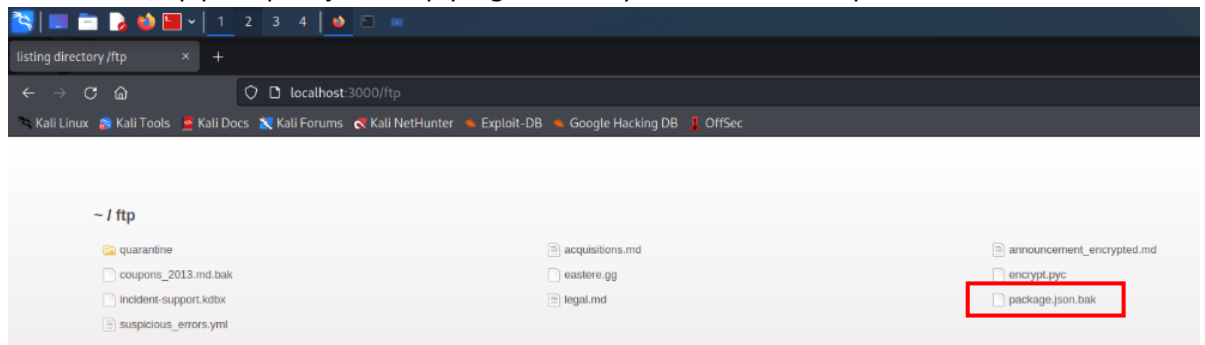 1 2 3 4
listing directory /ftp × +
localhost:3000/ftp
Kali Linux Kali Tools Kali Docs Kali Forums Kali NetHunter Exploit-DB Google Hacking DB OffSec
~ / ftp
quarantine acquisitions.md announcement_encrypted.md
coupons_2013.md.bak eastere.gg encrypt.pyc
incident-support.kdbx legal.md package.json.bak
suspicious_errors.yml